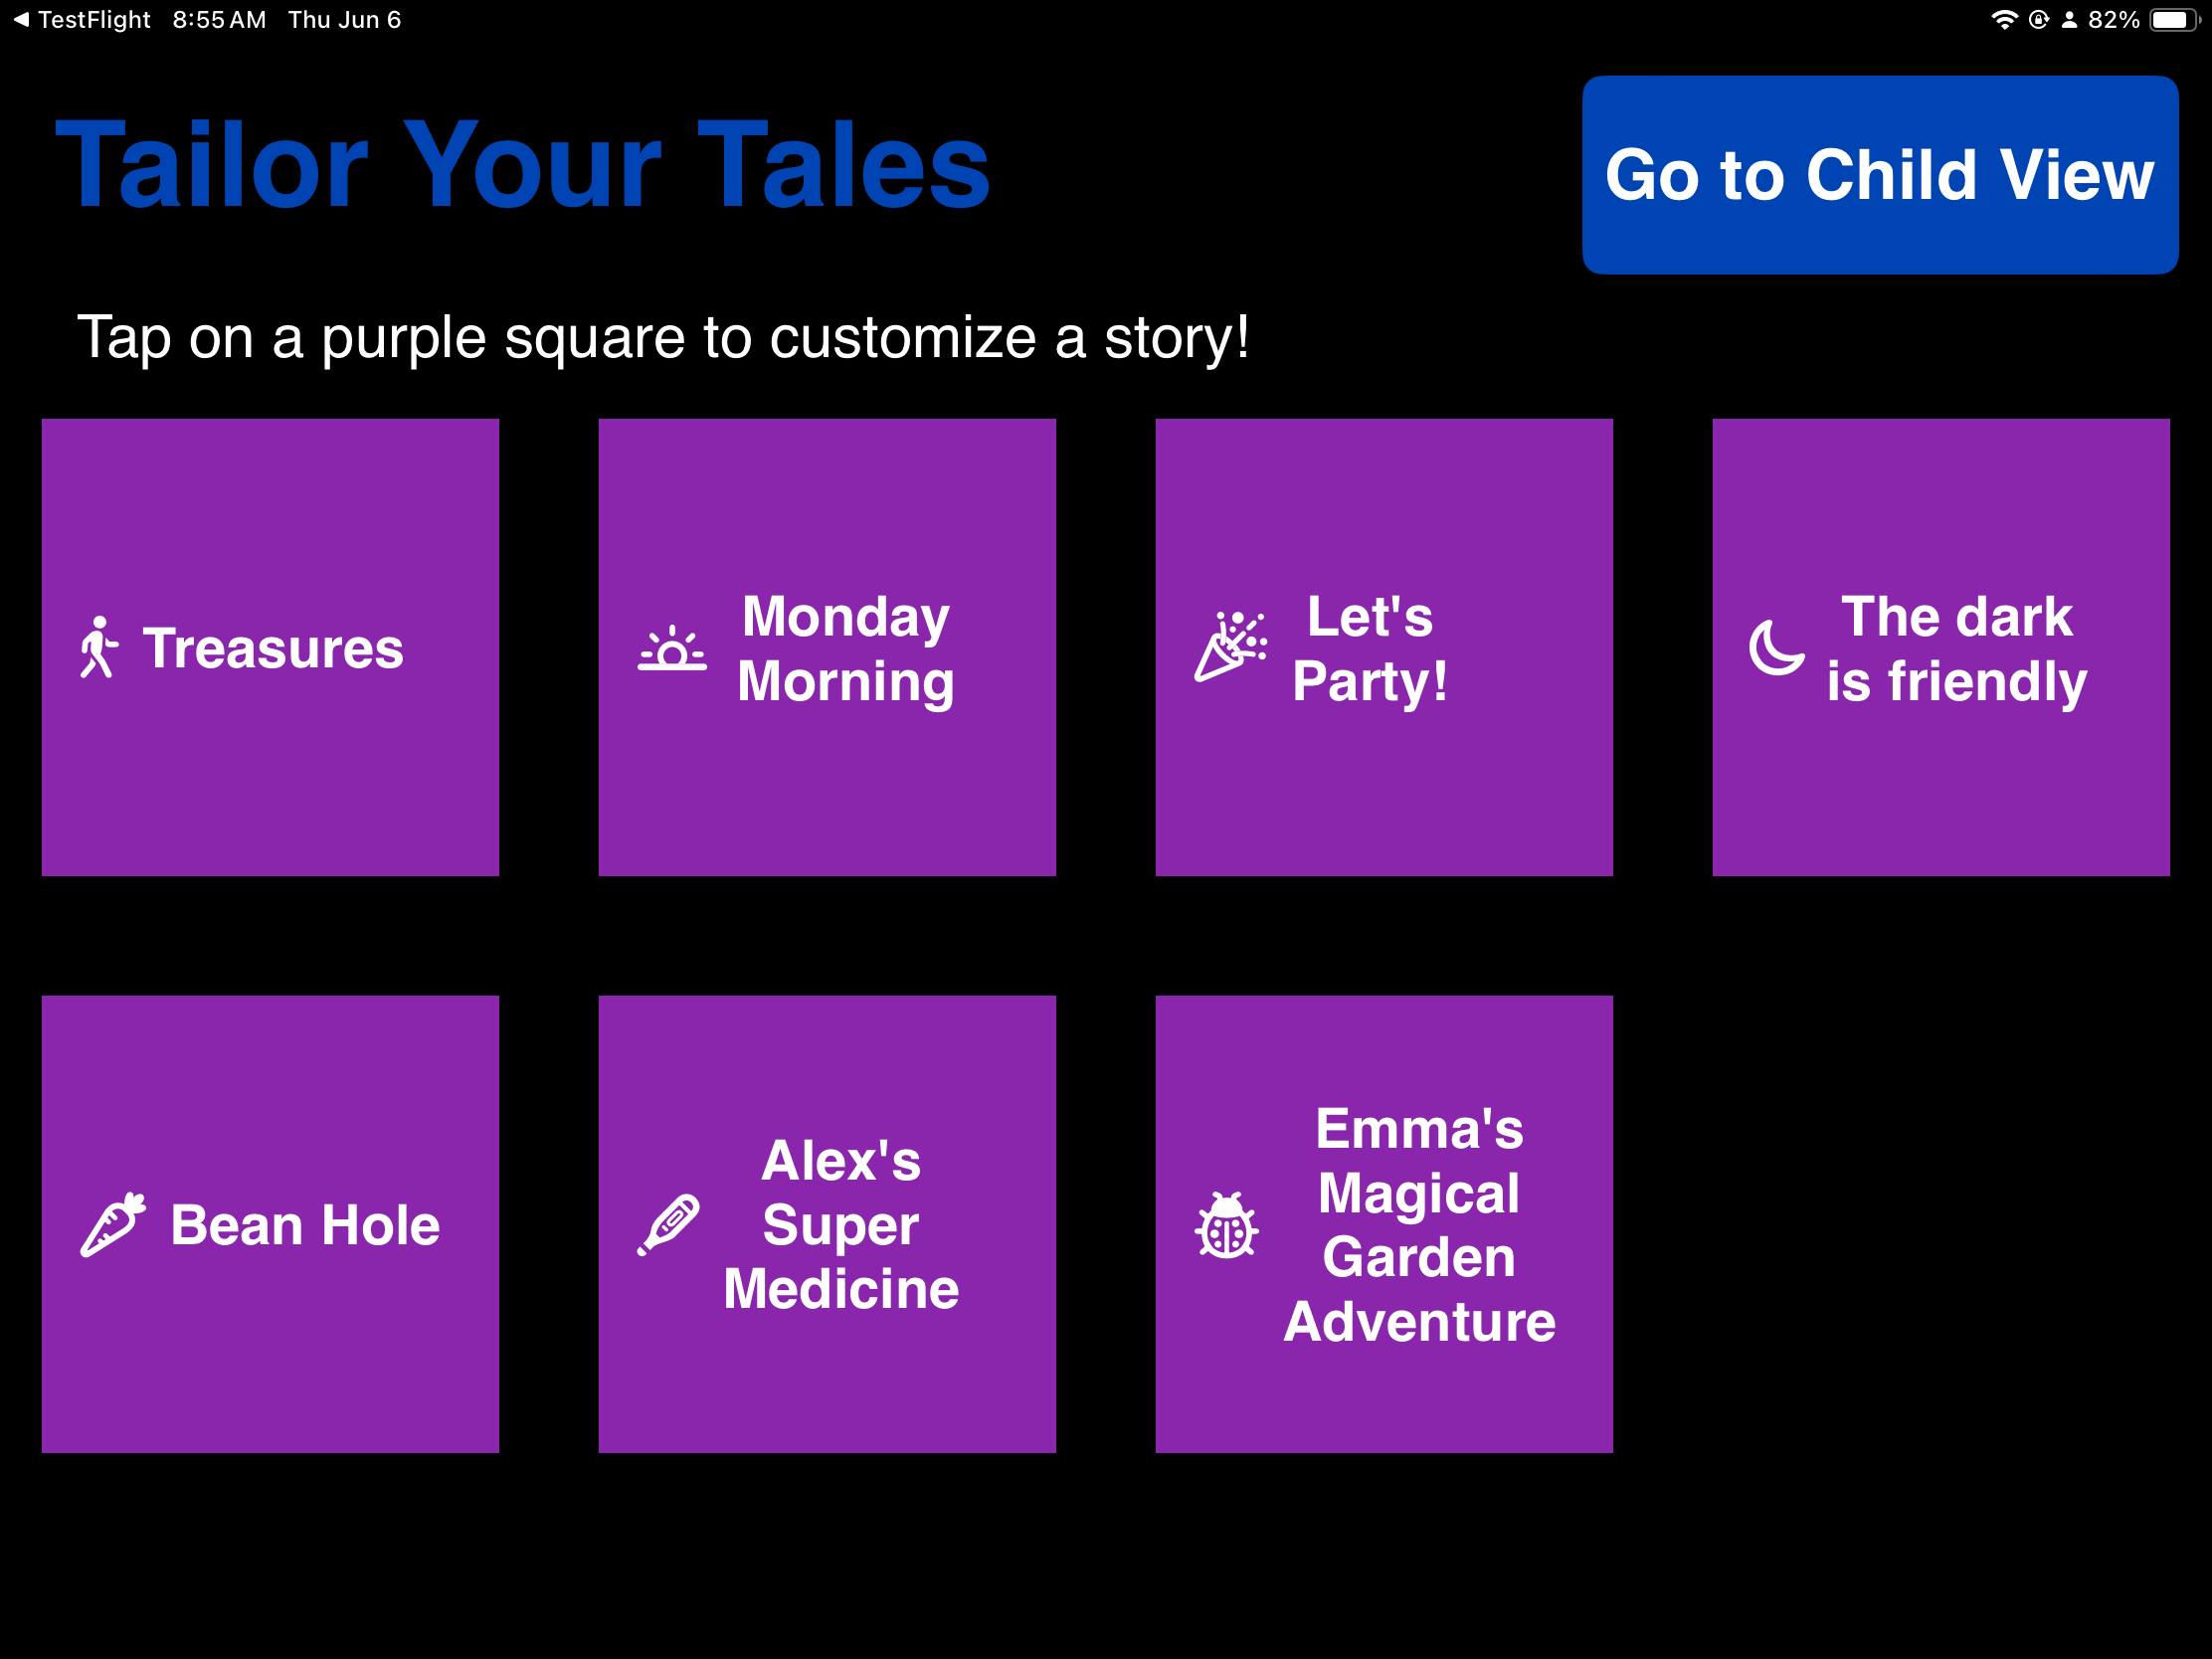 TestFlight 8:55 AM Thu Jun 6 82%
Tailor Your Tales
Go to Child View
Tap on a purple square to customize a story!
Treasures
Monday
Morning
Let's
Party!
The dark
is friendly
Bean Hole
Alex's
Super
Medicine
Emma's
Magical
Garden
Adventure